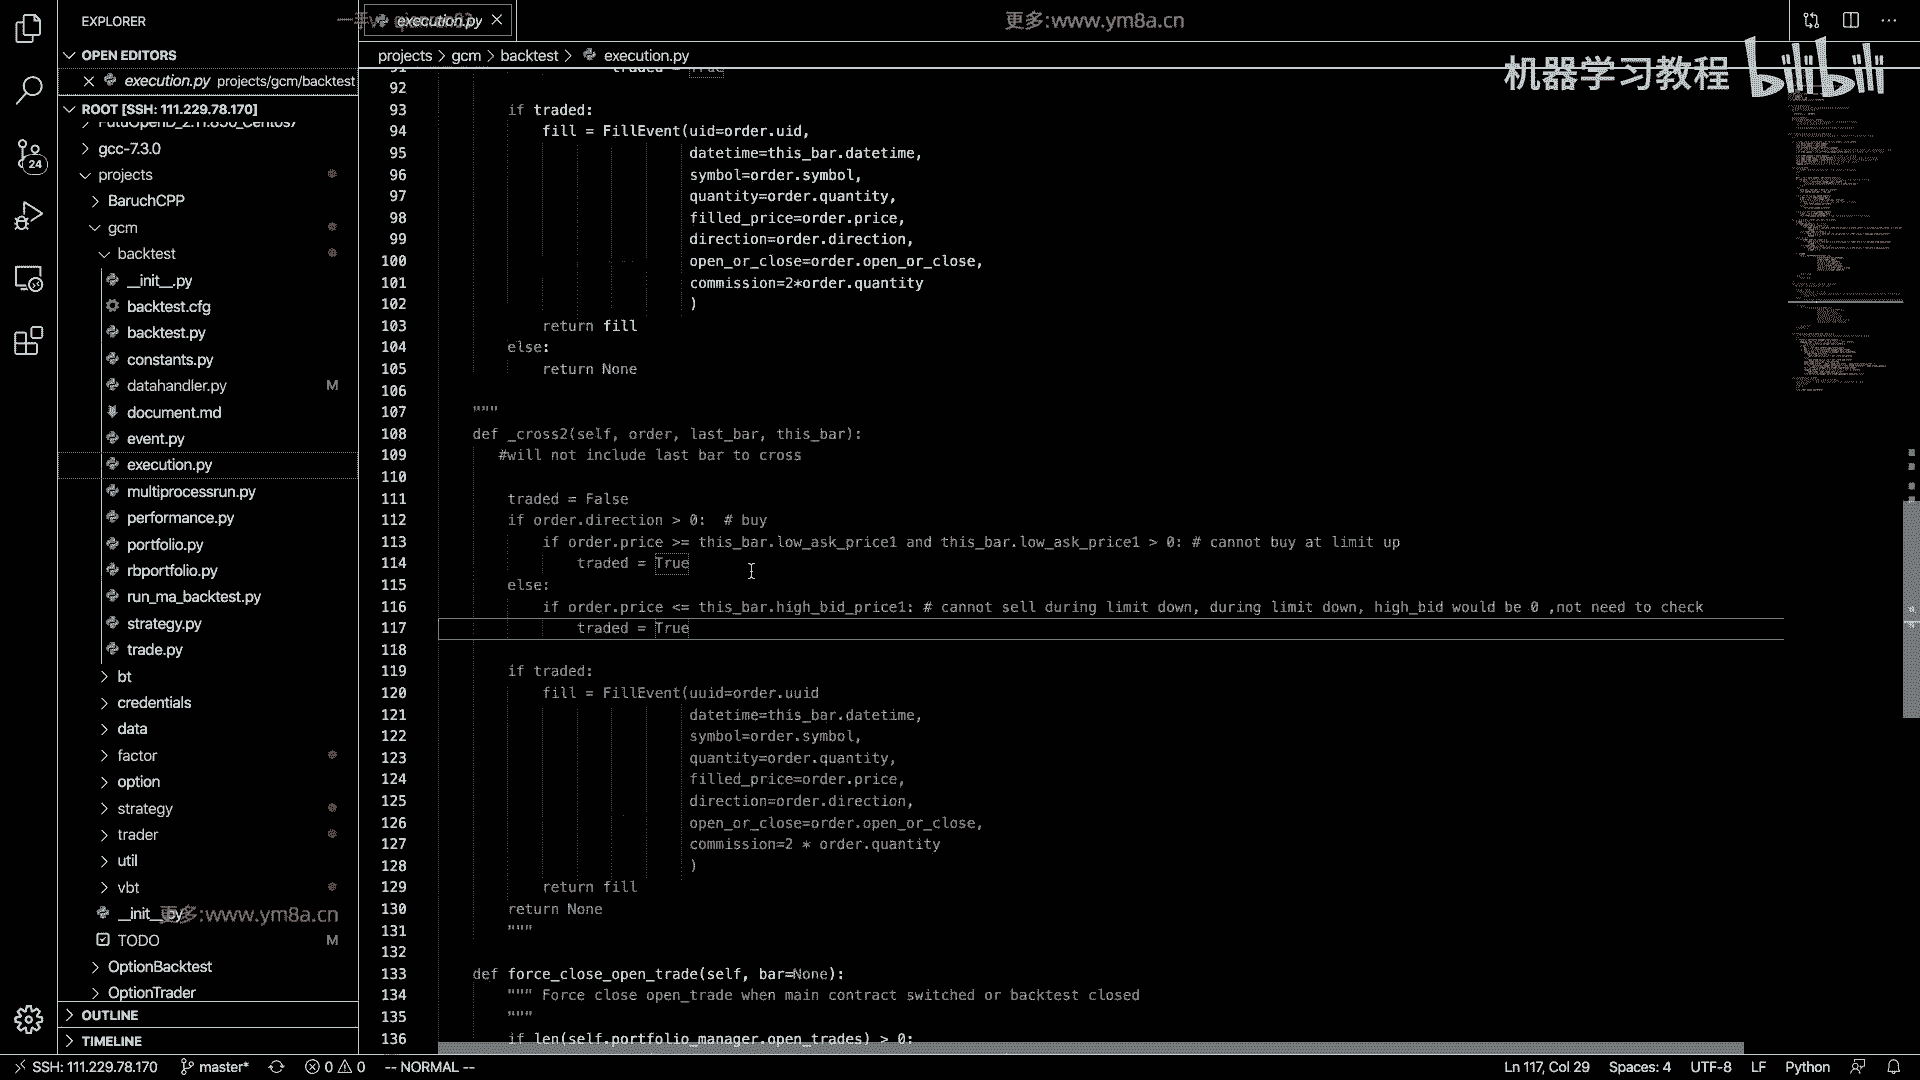 EXPLORER
OPEN EDITORS
execution.py projects/gcm/backtest
ROOT [SSH: 111.229.78.170]
gcc-7.3.0
projects
BaruchCPP
gcm
backtest
__init__.py
backtest.cfg
backtest.py
constants.py
datahandler.py M
document.md
event.py
execution.py
multiprocessrun.py
performance.py
portfolio.py
rbportfolio.py
run_ma_backtest.py
strategy.py
trade.py
bt
credentials
data
factor
option
strategy
trader
util
vbt
__init__.py
更多:www.ym8a.cn
TODO M
OptionBacktest
OptionTrader
OUTLINE
TIMELINE
24
execution.py
更多:www.ym8a.cn
机器学习教程 bilibili
projects > gcm > backtest > execution.py
92
93 if traded:
94 fill = FillEvent(uid=order.uid,
95 datetime=this_bar.datetime,
96 symbol=order.symbol,
97 quantity=order.quantity,
98 filled_price=order.price,
99 direction=order.direction,
100 open_or_close=order.open_or_close,
101 commission=2*order.quantity
102 )
103 return fill
104 else:
105 return None
106
107 """
108 def _cross2(self, order, last_bar, this_bar):
109 #will not include last bar to cross
110
111 traded = False
112 if order.direction > 0: # buy
113 if order.price >= this_bar.low_ask_price1 and this_bar.low_ask_price1 > 0: # cannot buy at limit up
114 traded = True
115 else:
116 if order.price <= this_bar.high_bid_price1: # cannot sell during limit down, during limit down, high_bid would be 0 ,not need to check
117 traded = True
118
119 if traded:
120 fill = FillEvent(uuid=order.uuid
121 datetime=this_bar.datetime,
122 symbol=order.symbol,
123 quantity=order.quantity,
124 filled_price=order.price,
125 direction=order.direction,
126 open_or_close=order.open_or_close,
127 commission=2 * order.quantity
128 )
129 return fill
130 return None
131 """
132
133 def force_close_open_trade(self, bar=None):
134 """ Force close open_trade when main contract switched or backtest closed
135 """
136 if len(self.portfolio_manager.open_trades) > 0:
SSH: 111.229.78.170 master* 0 0 -- NORMAL -- Ln 117, Col 29 Spaces: 4 UTF-8 LF Python